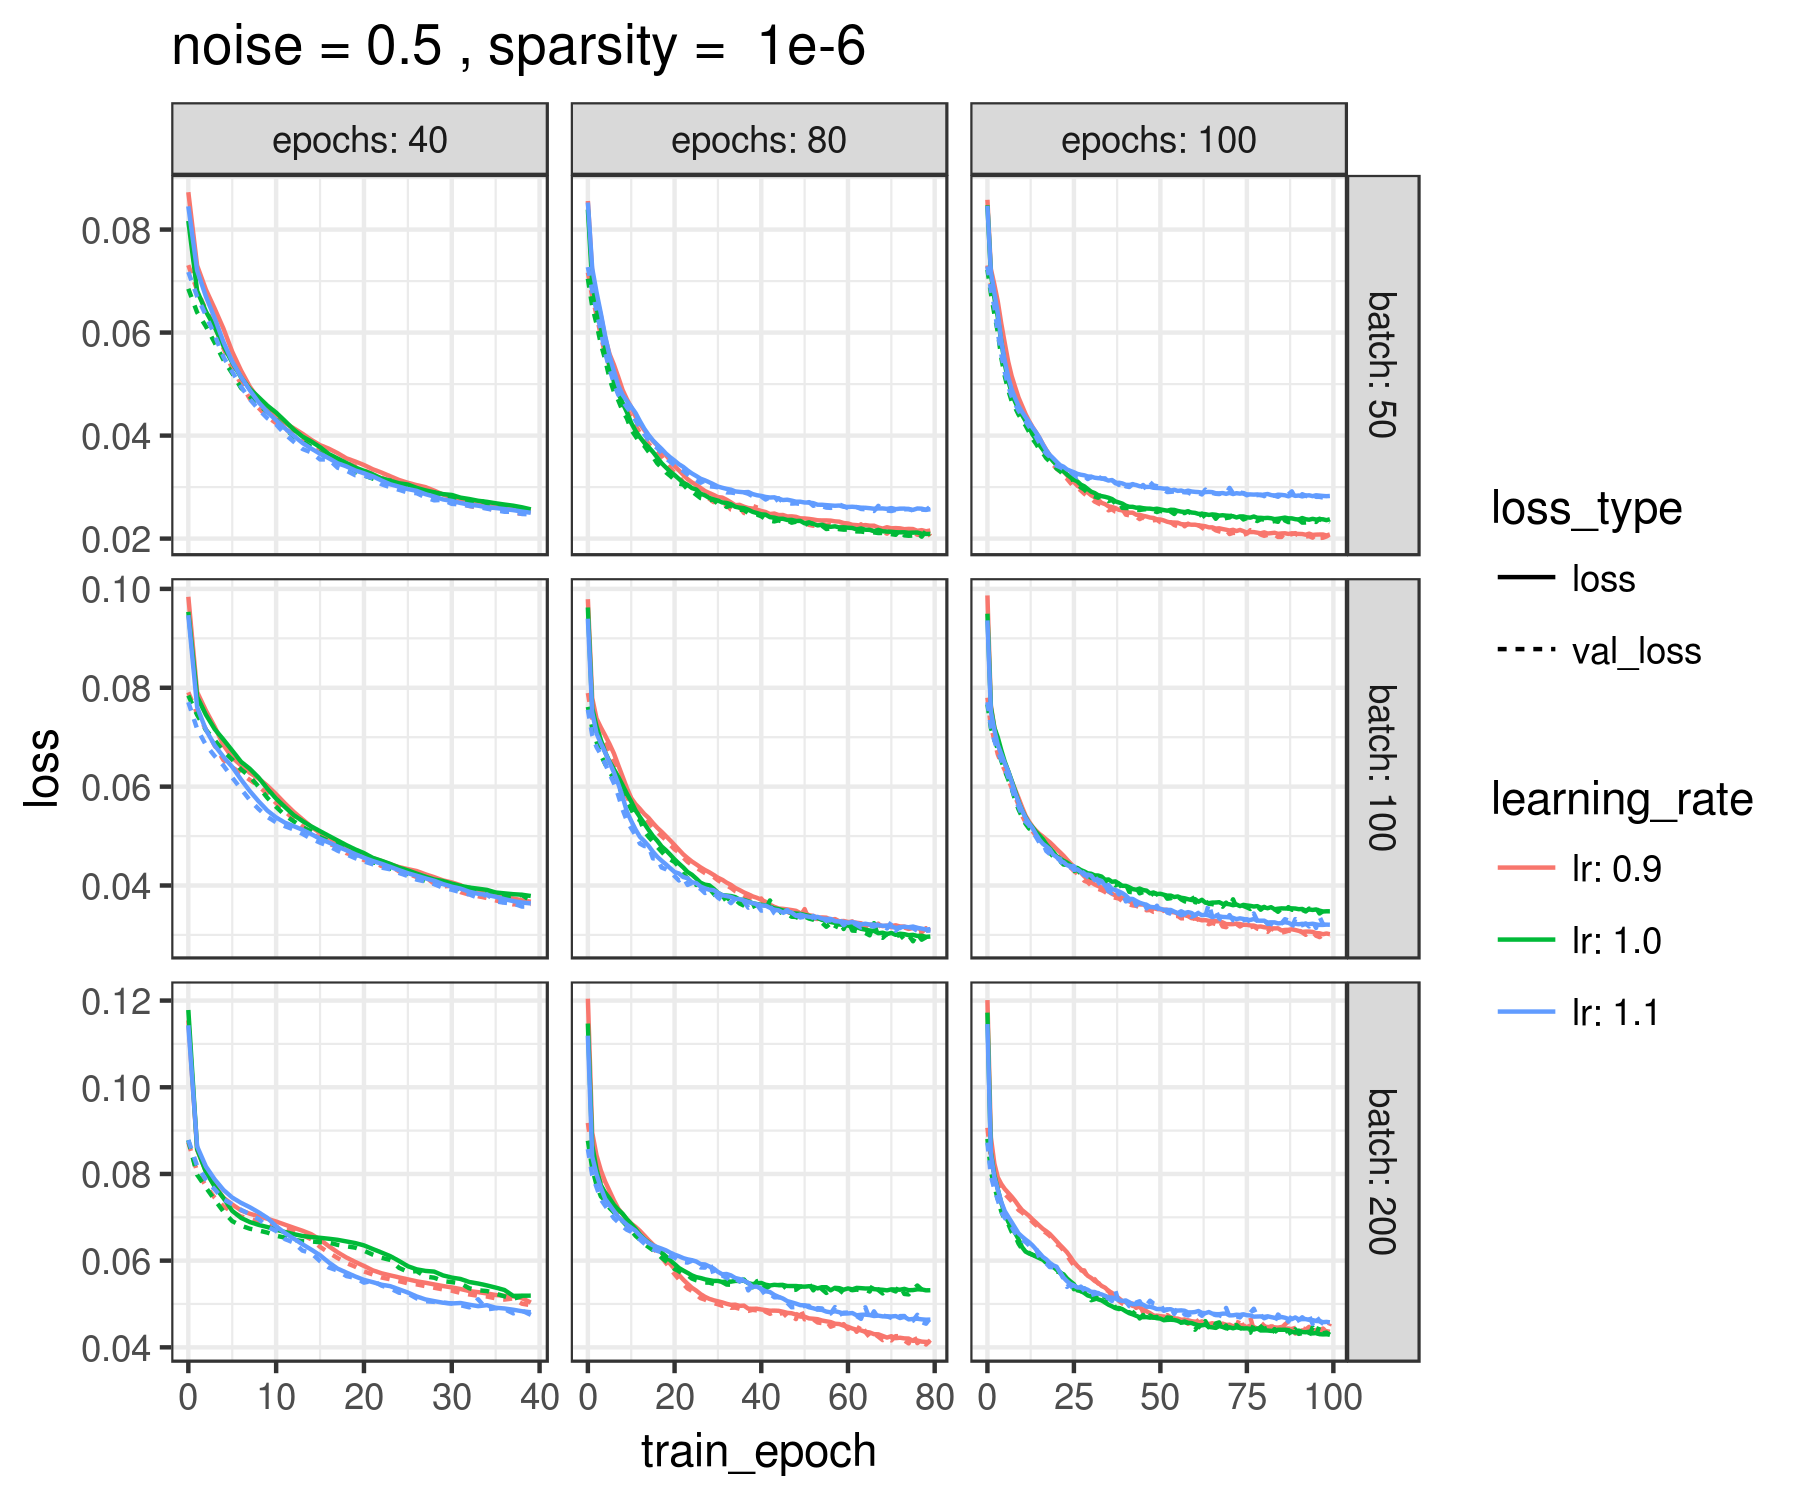 noise = 0.5 , sparsity =  1e-6
epochs: 40
epochs: 80
epochs: 100
0.08
0.06
0.04
0.02
batch: 50
0.10
0.08
0.06
0.04
batch: 100
0.12
0.10
0.08
0.06
0.04
batch: 200
0 10 20 30 40
0 20 40 60 80
0 25 50 75 100
train_epoch
loss
loss_type
loss
val_loss
learning_rate
lr: 0.9
lr: 1.0
lr: 1.1